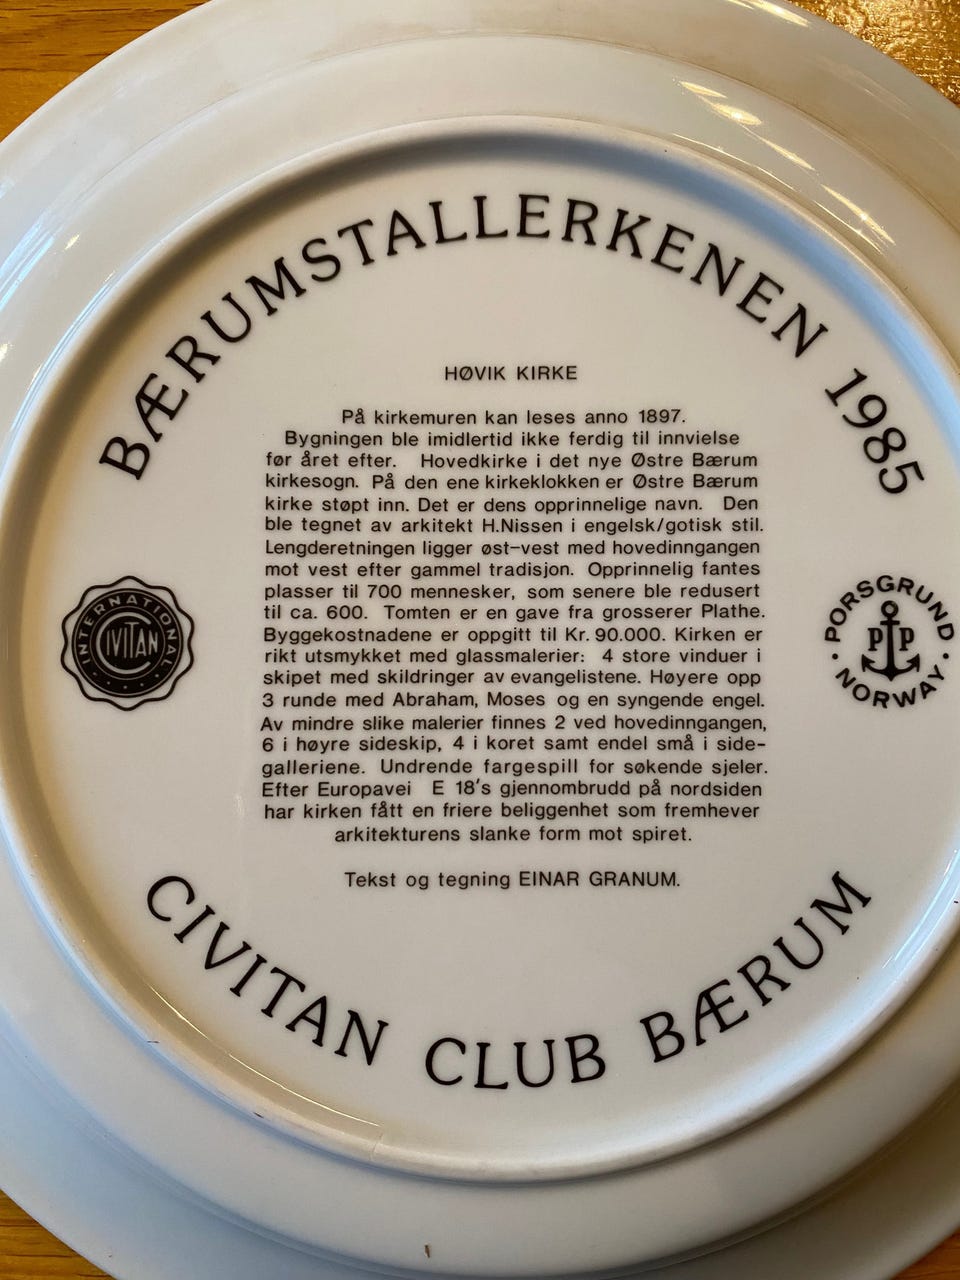 BÆRUMSTALLERKENEN 1985
HØVIK KIRKE
På kirkemuren kan leses anno 1897.
Bygningen ble imidlertid ikke ferdig til innvielse
før året efter. Hovedkirke i det nye Østre Bærum
kirkesogn. På den ene kirkeklokken er Østre Bærum
kirke støpt inn. Det er dens opprinnelige navn. Den
ble tegnet av arkitekt H.Nissen i engelsk/gotisk stil.
Lengderetningen ligger øst-vest med hovedinngangen
mot vest efter gammel tradisjon. Opprinnelig fantes
plasser til 700 mennesker, som senere ble redusert
til ca. 600. Tomten er en gave fra grosserer Plathe.
Byggekostnadene er oppgitt til Kr. 90.000. Kirken er
rikt utsmykket med glassmalerier: 4 store vinduer i
skipet med skildringer av evangelistene. Høyere opp
3 runde med Abraham, Moses og en syngende engel.
Av mindre slike malerier finnes 2 ved hovedinngangen,
6 i høyre sideskip, 4 i koret samt endel små i side-
galleriene. Undrende fargespill for søkende sjeler.
Efter Europavei E 18's gjennombrudd på nordsiden
har kirken fått en friere beliggenhet som fremhever
arkitekturens slanke form mot spiret.
Tekst og tegning EINAR GRANUM.
INTERNATIONAL
CIVITAN
PORSGRUND
P P
NORWAY
CIVITAN CLUB BÆRUM